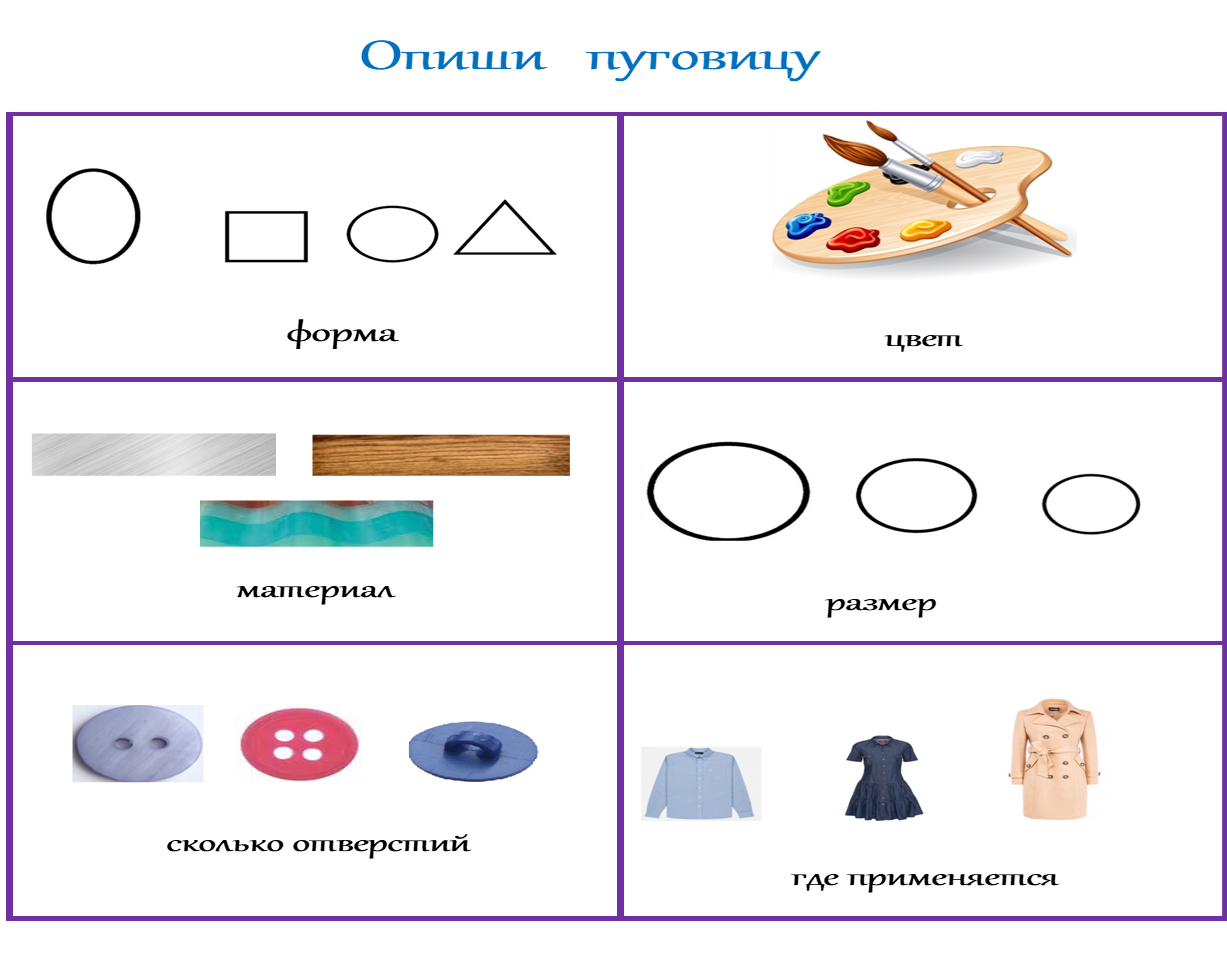 Опиши пуговицу
форма
цвет
материал
размер
сколько отверстий
где применяется